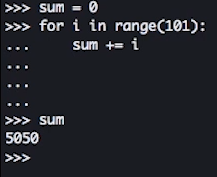 >>> sum = 0
>>> for i in range(101):
...     sum += i
...
...
...
>>> sum
5050
>>>